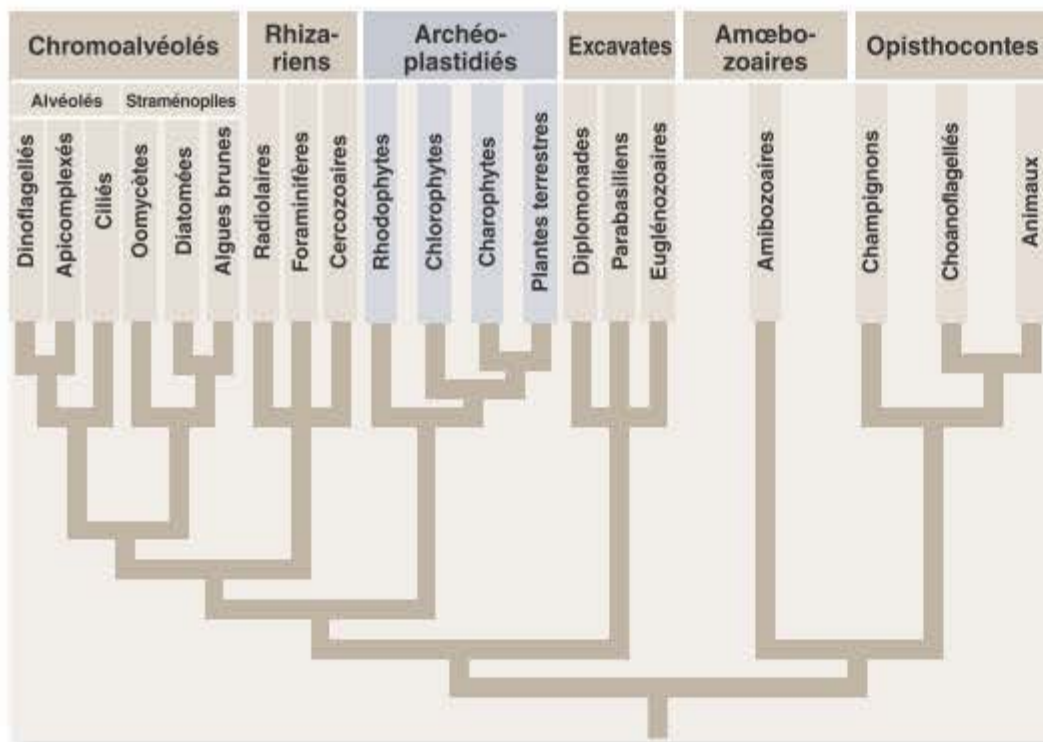 Chromoalvéolés
Rhiza-
riens
Archéo-
plastidiés
Excavates
Amœbo-
zoaires
Opisthocontes
Alvéolés
Straménopiles
Dinoflagellés
Apicomplexés
Ciliés
Oomycètes
Diatomées
Algues brunes
Radiolaires
Foraminifères
Cercozoaires
Rhodophytes
Chlorophytes
Charophytes
Plantes terrestres
Diplomonades
Parabasiliens
Euglénozoaires
Amibozoaires
Champignons
Choanoflagellés
Animaux